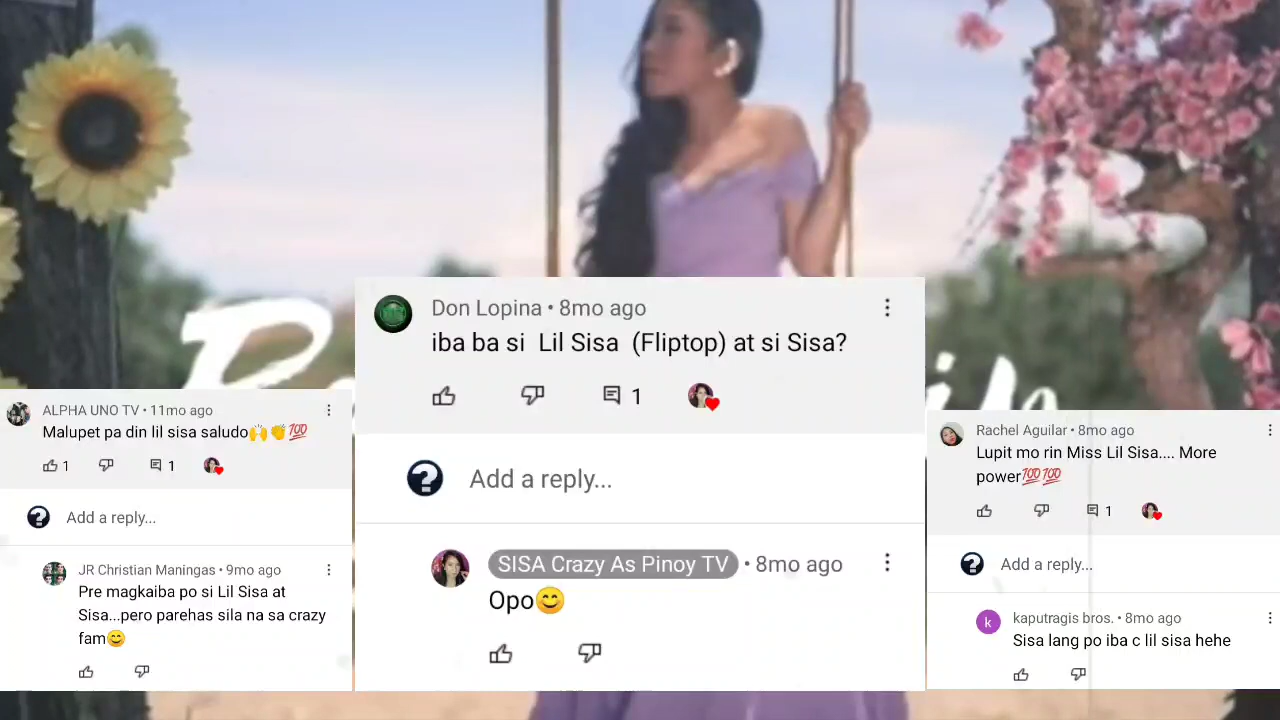 ALPHA UNO TV • 11mo ago
Malupet pa din lil sisa saludo🙌👏💯
1
1
Add a reply...
JR Christian Maningas • 9mo ago
Pre magkaiba po si Lil Sisa at
Sisa...pero parehas sila na sa crazy
fam😊
Don Lopina • 8mo ago
iba ba si Lil Sisa (Fliptop) at si Sisa?
1
Add a reply...
SISA Crazy As Pinoy TV • 8mo ago
Opo😊
Rachel Aguilar • 8mo ago
Lupit mo rin Miss Lil Sisa.... More
power💯💯
1
Add a reply...
k
kaputragis bros. • 8mo ago
Sisa lang po iba c lil sisa hehe